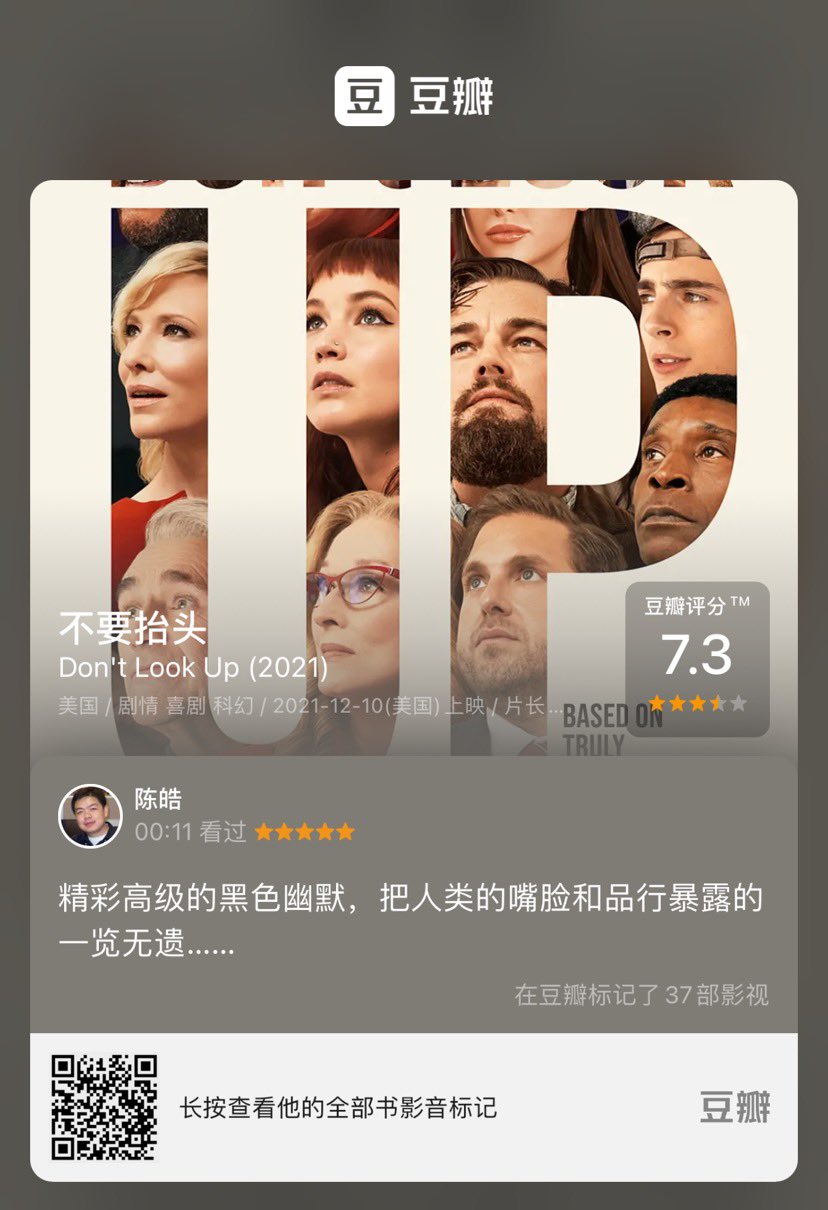 豆 豆瓣
UP
不要抬头
Don't Look Up (2021)
美国 / 剧情 喜剧 科幻 / 2021-12-10(美国) 上映 / 片长...
豆瓣评分™
7.3
BASED ON
TRULY
陈皓
00:11 看过
精彩高级的黑色幽默，把人类的嘴脸和品行暴露的
一览无遗……
在豆瓣标记了 37 部影视
长按查看他的全部书影音标记
豆瓣